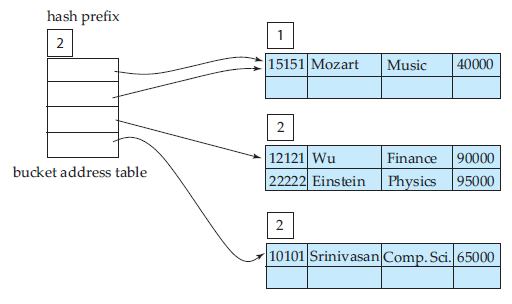 hash prefix
2
bucket address table
1
15151 Mozart Music 40000
2
12121 Wu Finance 90000
22222 Einstein Physics 95000
2
10101 Srinivasan Comp. Sci. 65000